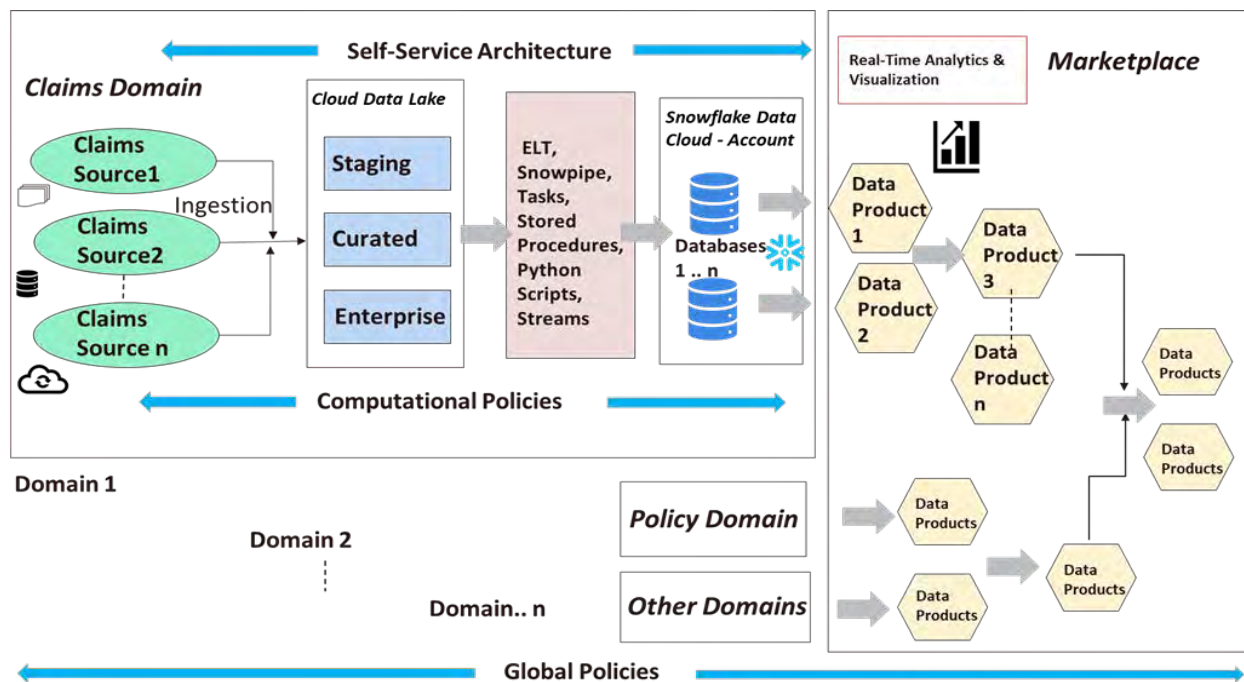 Self-Service Architecture
Claims Domain
Claims
Source1
Claims
Source2
Claims
Source n
Ingestion
Cloud Data Lake
Staging
Curated
Enterprise
ELT,
Snowpipe,
Tasks,
Stored
Procedures,
Python
Scripts,
Streams
Snowflake Data
Cloud - Account
Databases
1 .. n
Computational Policies
Real-Time Analytics &
Visualization
Marketplace
Data
Product
1
Data
Product
2
Data
Product
3
Data
Product
n
Data
Products
Data
Products
Domain 1
Domain 2
Domain.. n
Policy Domain
Other Domains
Data
Products
Data
Products
Data
Products
Global Policies